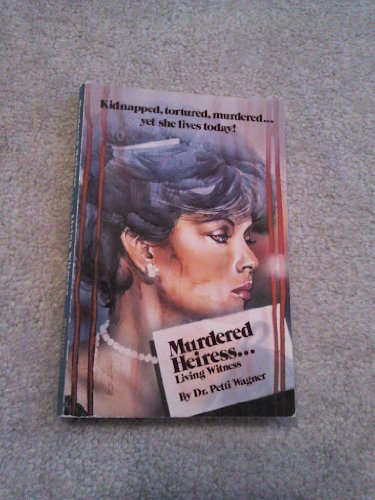 Kidnapped, tortured, murdered...
yet she lives today!
Murdered
Heiress...
Living Witness
By Dr. Petti Wagner